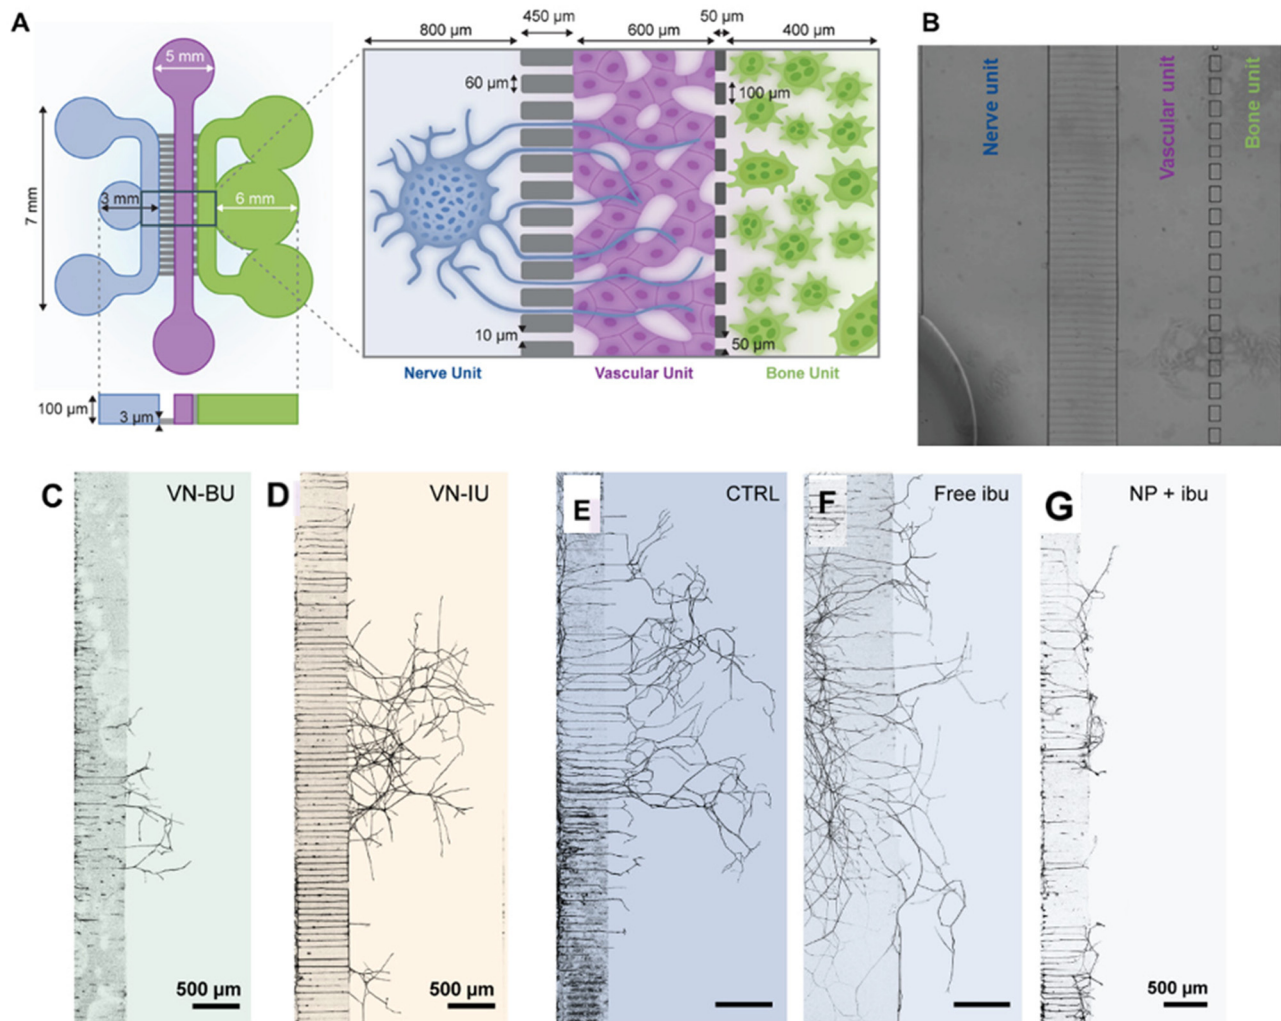 A
5 mm
7 mm
3 mm
6 mm
100 µm
3 µm
800 µm
450 µm
600 µm
50 µm
400 µm
60 µm
100 µm
10 µm
50 µm
Nerve Unit
Vascular Unit
Bone Unit
B
Nerve unit
Vascular unit
Bone unit
C
VN-BU
500 µm
D
VN-IU
500 µm
E
CTRL
F
Free ibu
G
NP + ibu
500 µm